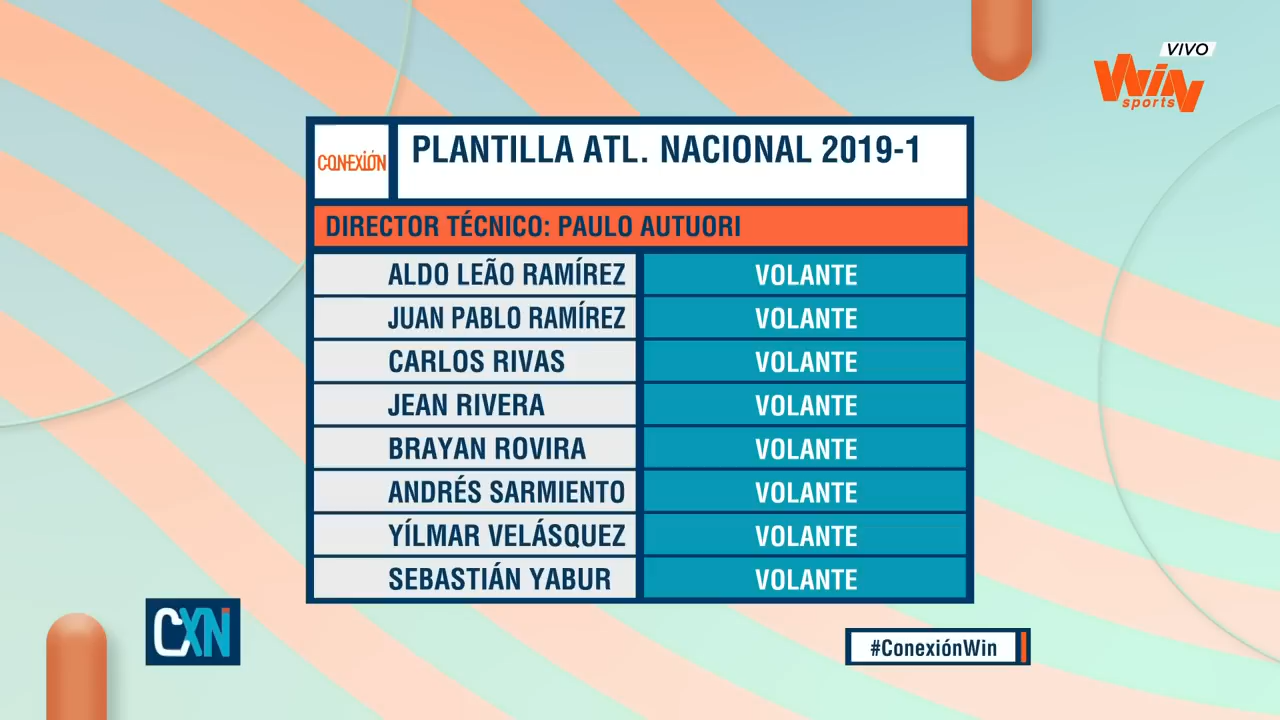 VIVO
Win
sports
CONEXIÓN
PLANTILLA ATL. NACIONAL 2019-1
DIRECTOR TÉCNICO: PAULO AUTUORI
ALDO LEÃO RAMÍREZ VOLANTE
JUAN PABLO RAMÍREZ VOLANTE
CARLOS RIVAS VOLANTE
JEAN RIVERA VOLANTE
BRAYAN ROVIRA VOLANTE
ANDRÉS SARMIENTO VOLANTE
YÍLMAR VELÁSQUEZ VOLANTE
SEBASTIÁN YABUR VOLANTE
CXN
#ConexiónWin